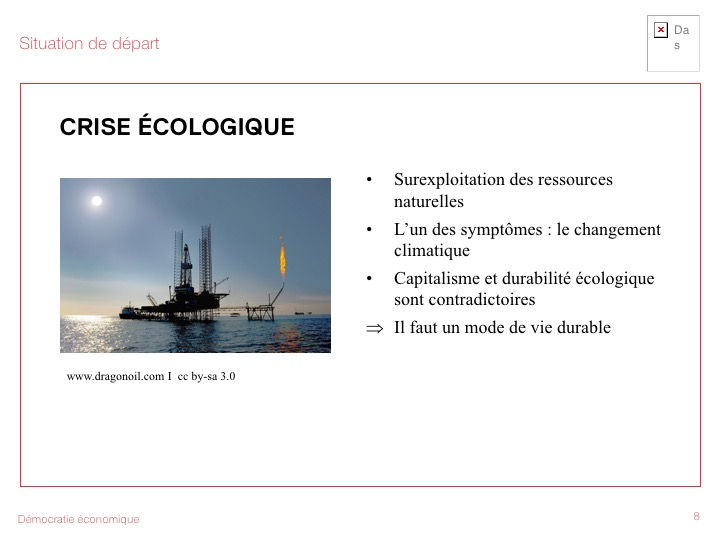 Situation de départ
Da
s
CRISE ÉCOLOGIQUE
• Surexploitation des ressources
naturelles
• L’un des symptômes : le changement
climatique
• Capitalisme et durabilité écologique
sont contradictoires
⇒ Il faut un mode de vie durable
www.dragonoil.com I cc by-sa 3.0
Démocratie économique
8